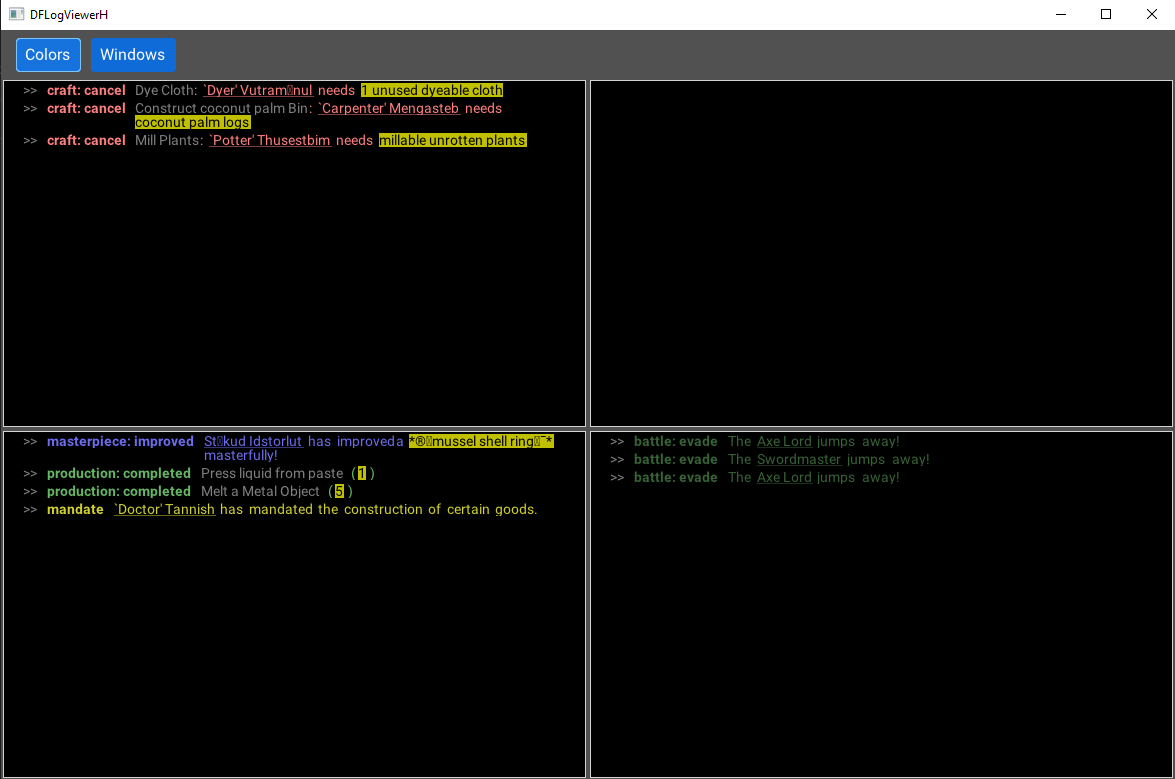 DFLogViewerH
Colors Windows
>> craft: cancel Dye Cloth: `Dyer' Vutram▯nul needs 1 unused dyeable cloth
>> craft: cancel Construct coconut palm Bin: `Carpenter' Mengasteb needs
coconut palm logs
>> craft: cancel Mill Plants: `Potter' Thusestbim needs millable unrotten plants
>> masterpiece: improved St▯kud Idstorlut has improveda *®▯mussel shell ring▯¯*
masterfully!
>> production: completed Press liquid from paste (1)
>> production: completed Melt a Metal Object (5)
>> mandate `Doctor' Tannish has mandated the construction of certain goods.
>> battle: evade The Axe Lord jumps away!
>> battle: evade The Swordmaster jumps away!
>> battle: evade The Axe Lord jumps away!